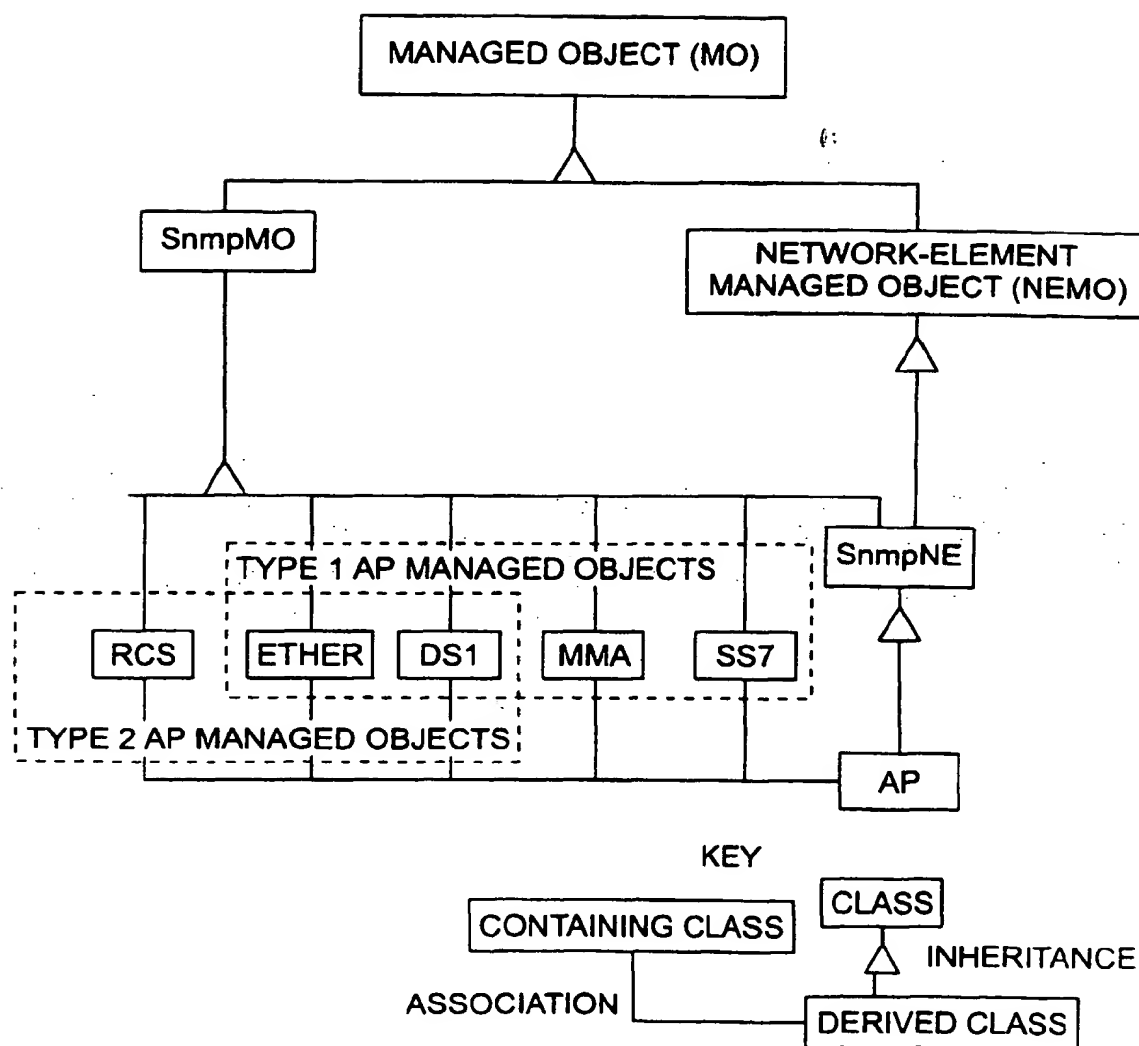 MANAGED OBJECT (MO)
SnmpMO
NETWORK-ELEMENT
MANAGED OBJECT (NEMO)
SnmpNE
TYPE 1 AP MANAGED OBJECTS
RCS
ETHER
DS1
MMA
SS7
TYPE 2 AP MANAGED OBJECTS
AP
KEY
CONTAINING CLASS
CLASS
INHERITANCE
ASSOCIATION
DERIVED CLASS